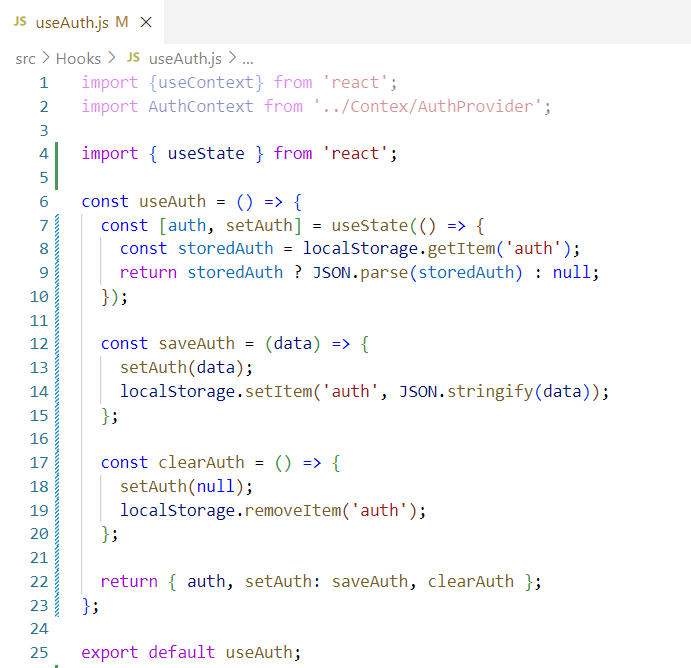 JS useAuth.js M ×
src > Hooks > JS useAuth.js > ...
1 import {useContext} from 'react';
2 import AuthContext from '../Contex/AuthProvider';
3
4 import { useState } from 'react';
5
6 const useAuth = () => {
7 const [auth, setAuth] = useState(() => {
8 const storedAuth = localStorage.getItem('auth');
9 return storedAuth ? JSON.parse(storedAuth) : null;
10 });
11
12 const saveAuth = (data) => {
13 setAuth(data);
14 localStorage.setItem('auth', JSON.stringify(data));
15 };
16
17 const clearAuth = () => {
18 setAuth(null);
19 localStorage.removeItem('auth');
20 };
21
22 return { auth, setAuth: saveAuth, clearAuth };
23 };
24
25 export default useAuth;